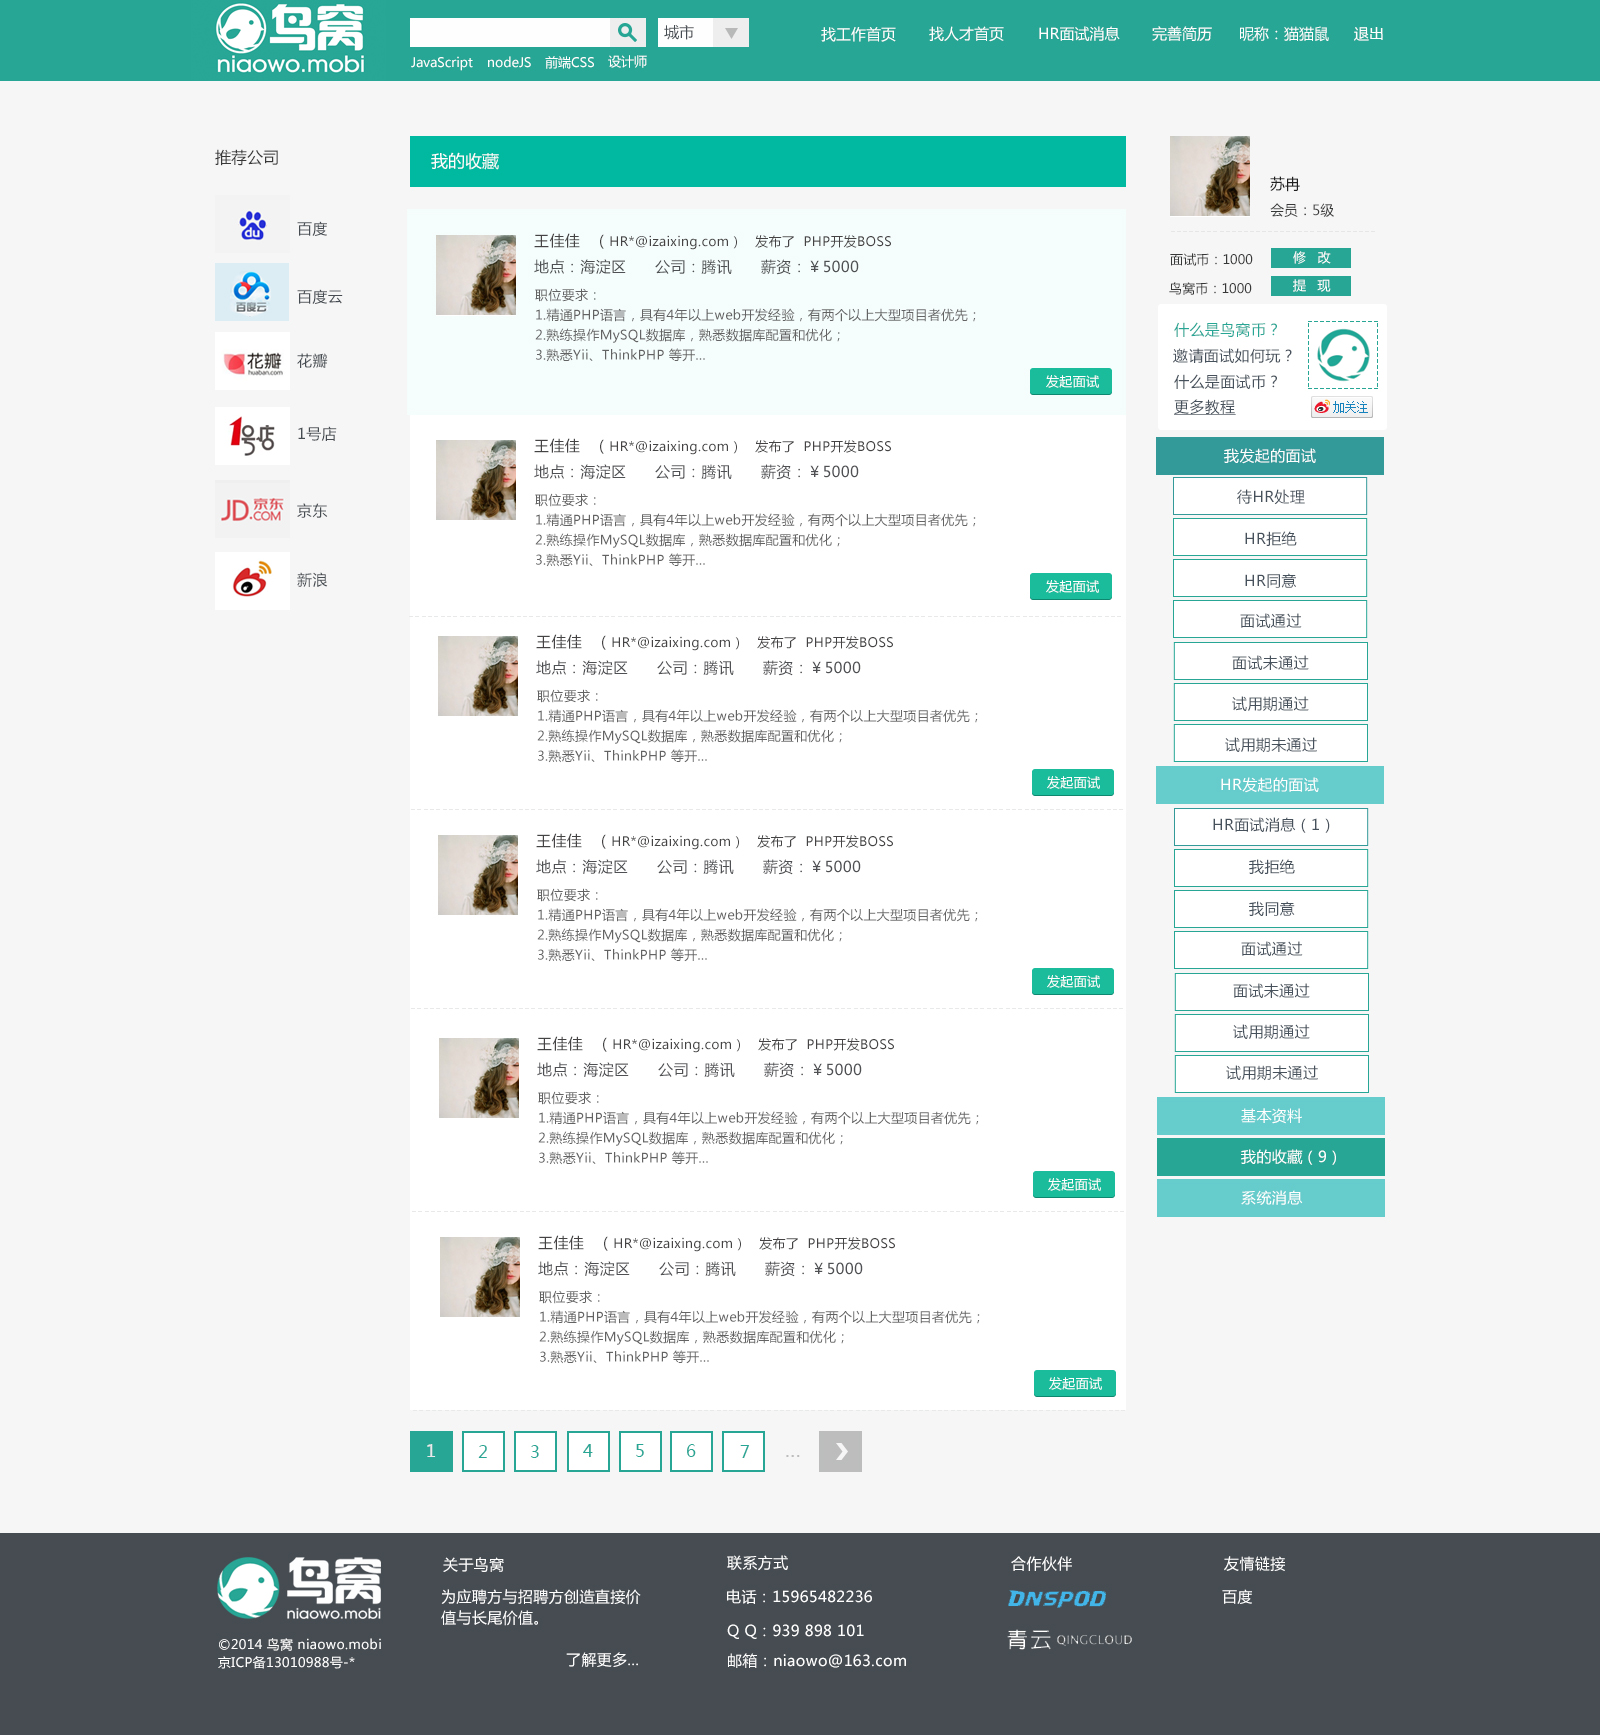 鸟窝
niaowo.mobi
城市
JavaScript nodeJS 前端CSS 设计师
找工作首页 找人才首页 HR面试消息 完善简历 昵称：猫猫鼠 退出
推荐公司
du 百度
百度云 百度云
花瓣 huaban.com 花瓣
1号店 1号店
JD 京东 .COM 京东
新浪
我的收藏
王佳佳 （ HR*@izaixing.com ） 发布了 PHP开发BOSS
地点：海淀区 公司：腾讯 薪资：￥5000
职位要求：
1.精通PHP语言，具有4年以上web开发经验，有两个以上大型项目者优先；
2.熟练操作MySQL数据库，熟悉数据库配置和优化；
3.熟悉Yii、ThinkPHP 等开...
发起面试
王佳佳 （ HR*@izaixing.com ） 发布了 PHP开发BOSS
地点：海淀区 公司：腾讯 薪资：￥5000
职位要求：
1.精通PHP语言，具有4年以上web开发经验，有两个以上大型项目者优先；
2.熟练操作MySQL数据库，熟悉数据库配置和优化；
3.熟悉Yii、ThinkPHP 等开...
发起面试
王佳佳 （ HR*@izaixing.com ） 发布了 PHP开发BOSS
地点：海淀区 公司：腾讯 薪资：￥5000
职位要求：
1.精通PHP语言，具有4年以上web开发经验，有两个以上大型项目者优先；
2.熟练操作MySQL数据库，熟悉数据库配置和优化；
3.熟悉Yii、ThinkPHP 等开...
发起面试
王佳佳 （ HR*@izaixing.com ） 发布了 PHP开发BOSS
地点：海淀区 公司：腾讯 薪资：￥5000
职位要求：
1.精通PHP语言，具有4年以上web开发经验，有两个以上大型项目者优先；
2.熟练操作MySQL数据库，熟悉数据库配置和优化；
3.熟悉Yii、ThinkPHP 等开...
发起面试
王佳佳 （ HR*@izaixing.com ） 发布了 PHP开发BOSS
地点：海淀区 公司：腾讯 薪资：￥5000
职位要求：
1.精通PHP语言，具有4年以上web开发经验，有两个以上大型项目者优先；
2.熟练操作MySQL数据库，熟悉数据库配置和优化；
3.熟悉Yii、ThinkPHP 等开...
发起面试
王佳佳 （ HR*@izaixing.com ） 发布了 PHP开发BOSS
地点：海淀区 公司：腾讯 薪资：￥5000
职位要求：
1.精通PHP语言，具有4年以上web开发经验，有两个以上大型项目者优先；
2.熟练操作MySQL数据库，熟悉数据库配置和优化；
3.熟悉Yii、ThinkPHP 等开...
发起面试
1 2 3 4 5 6 7 ...
苏冉
会员：5级
面试币：1000 修 改
鸟窝币：1000 提 现
什么是鸟窝币？
邀请面试如何玩？
什么是面试币？
更多教程
加关注
我发起的面试
待HR处理
HR拒绝
HR同意
面试通过
面试未通过
试用期通过
试用期未通过
HR发起的面试
HR面试消息（1）
我拒绝
我同意
面试通过
面试未通过
试用期通过
试用期未通过
基本资料
我的收藏（9）
系统消息
鸟窝
niaowo.mobi
©2014 鸟窝 niaowo.mobi
京ICP备13010988号-*
关于鸟窝
为应聘方与招聘方创造直接价
值与长尾价值。
了解更多...
联系方式
电话：15965482236
Q Q：939 898 101
邮箱：niaowo@163.com
合作伙伴
DNSPOD
青云 QINGCLOUD
友情链接
百度